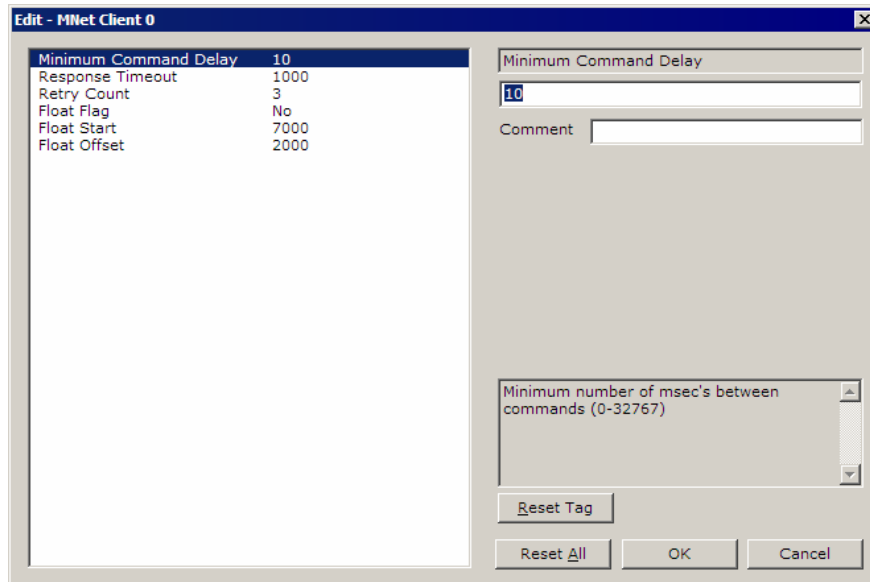 Edit - MNet Client 0
Minimum Command Delay 10
Response Timeout 1000
Retry Count 3
Float Flag No
Float Start 7000
Float Offset 2000
Minimum Command Delay
10
Comment
Minimum number of msec's between
commands (0-32767)
Reset Tag
Reset All OK Cancel